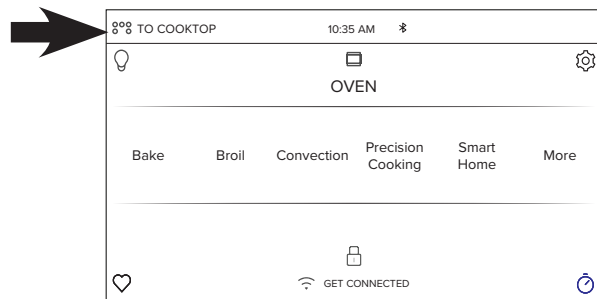 TO COOKTOP 10:35 AM
OVEN
Bake Broil Convection Precision Cooking Smart Home More
GET CONNECTED